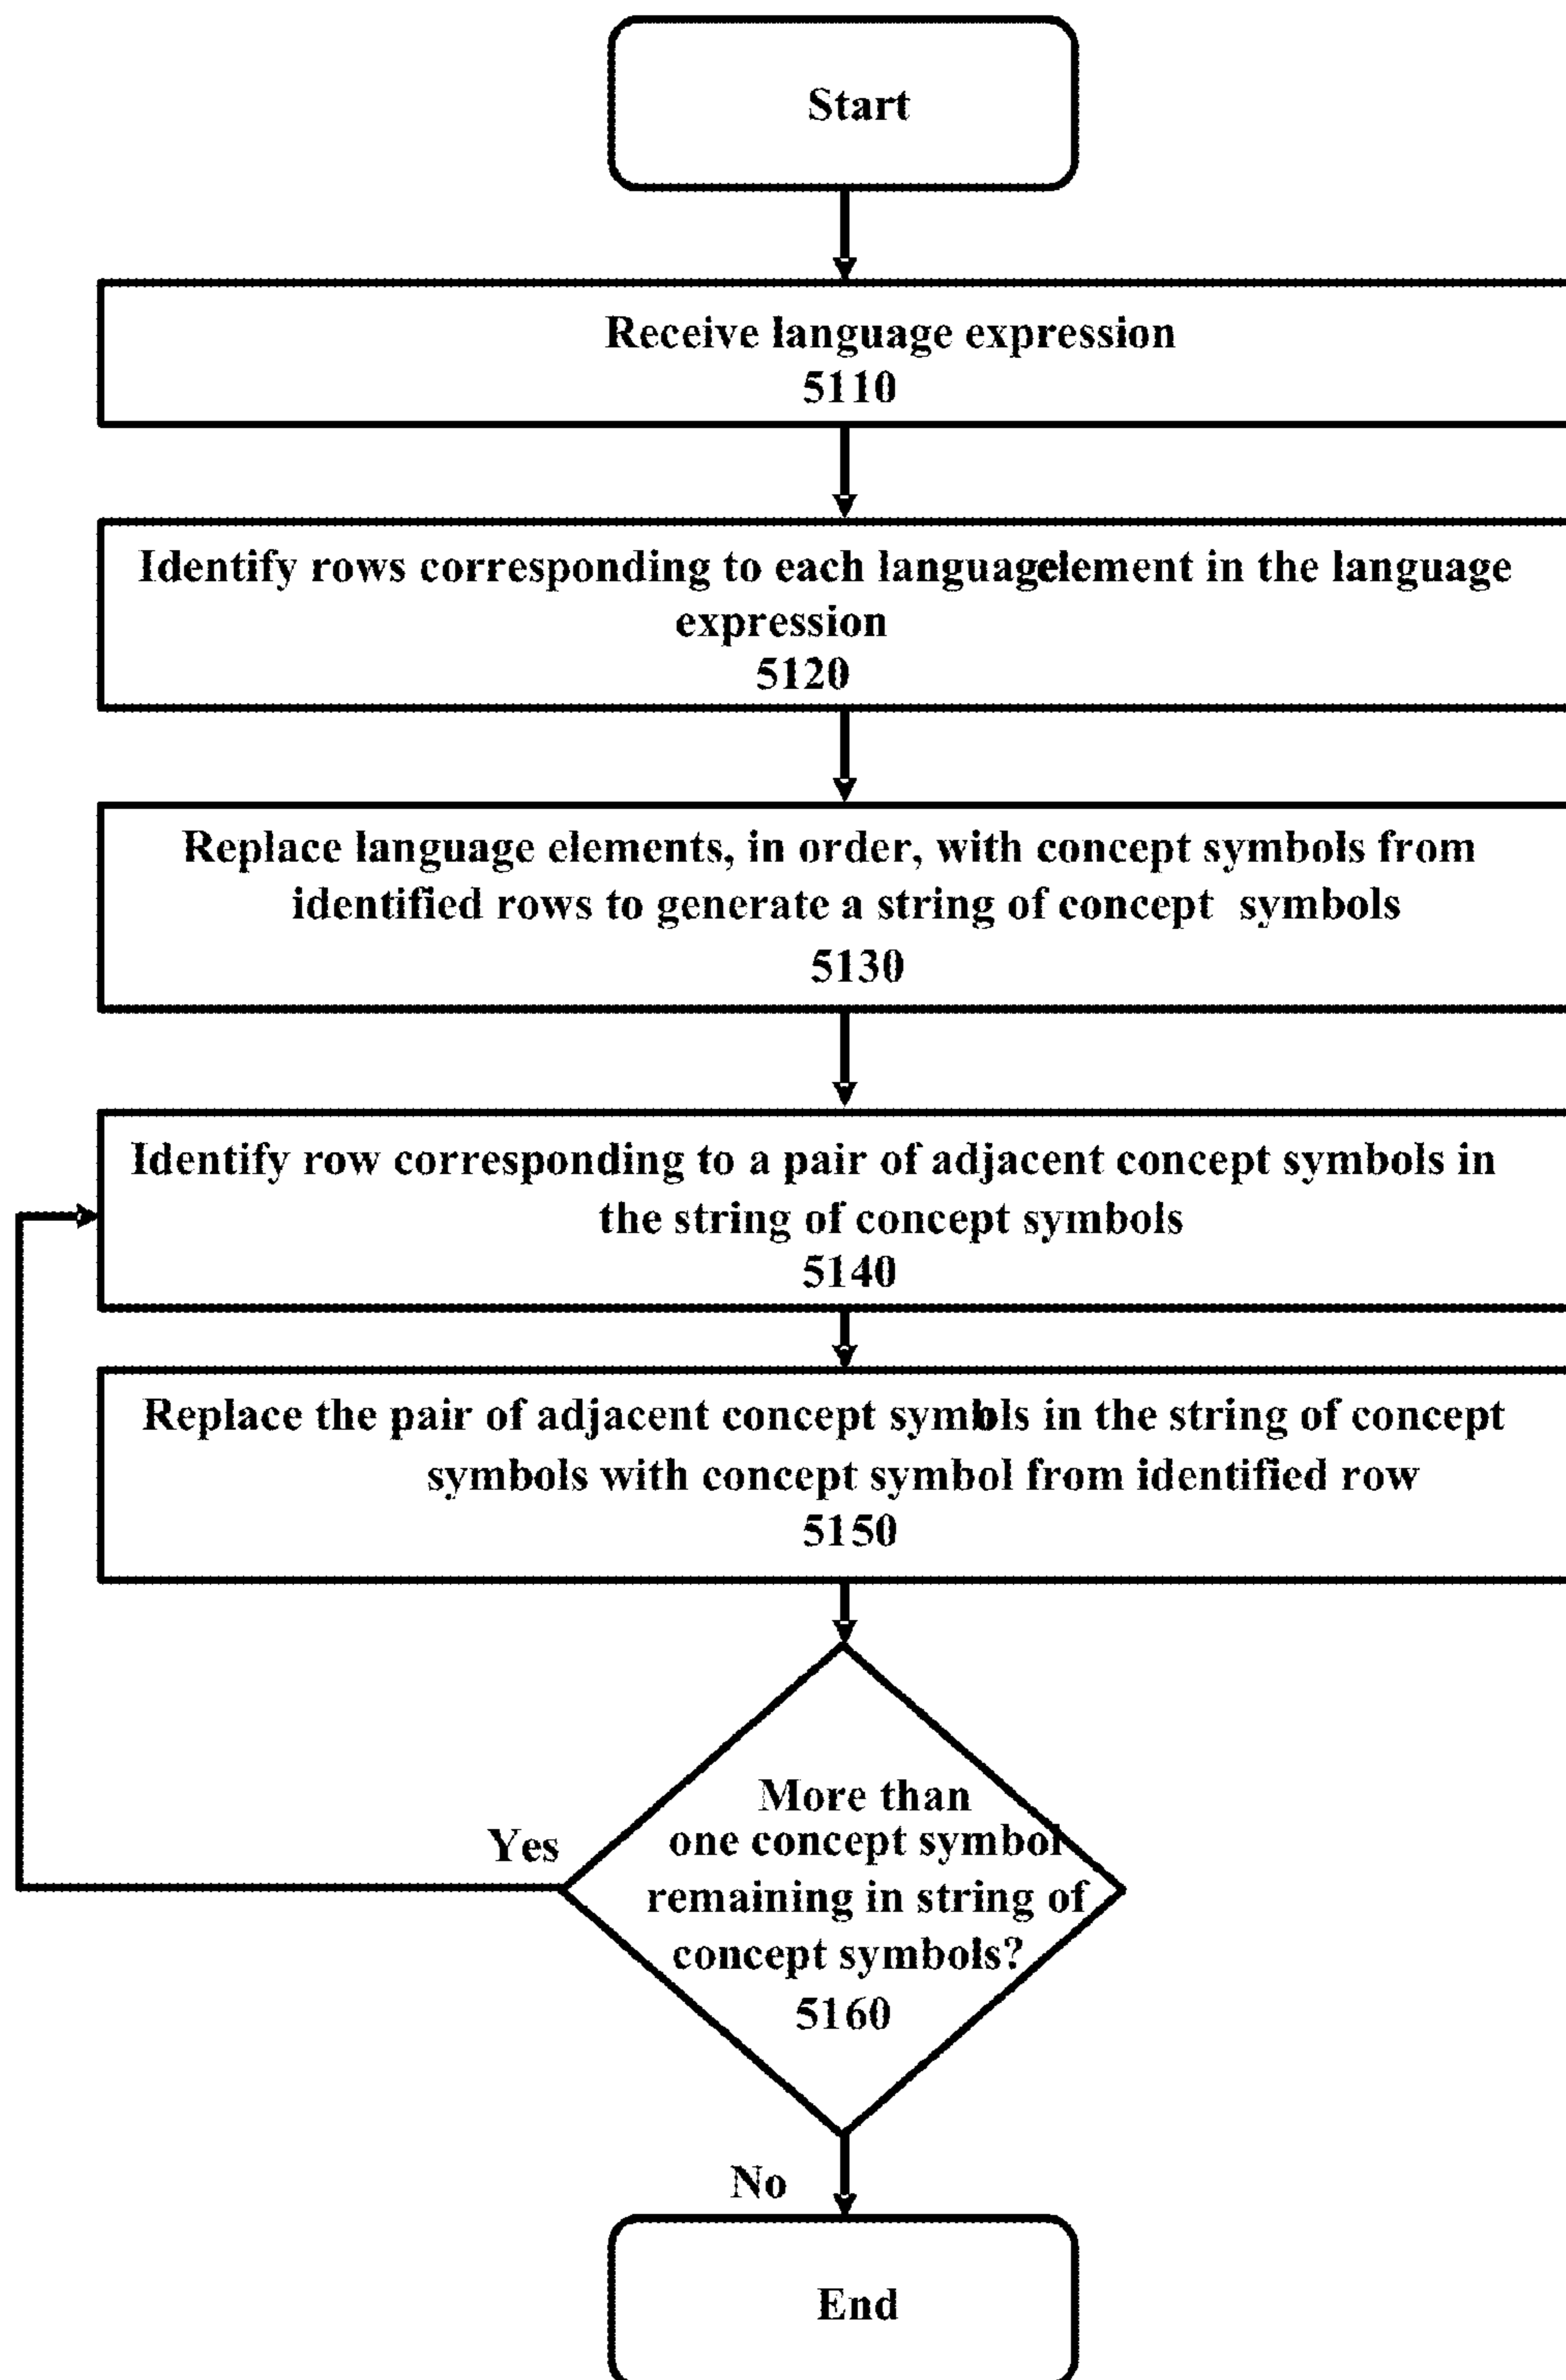 Start
Receive language expression
5110
Identify rows corresponding to each languagelement in the language
expression
5120
Replace language elements, in order, with concept symbols from
identified rows to generate a string of concept symbols
5130
Identify row corresponding to a pair of adjacent concept symbols in
the string of concept symbols
5140
Replace the pair of adjacent concept symbls in the string of concept
symbols with concept symbol from identified row
5150
More than
one concept symbol
remaining in string of
concept symbols?
5160
Yes
No
End